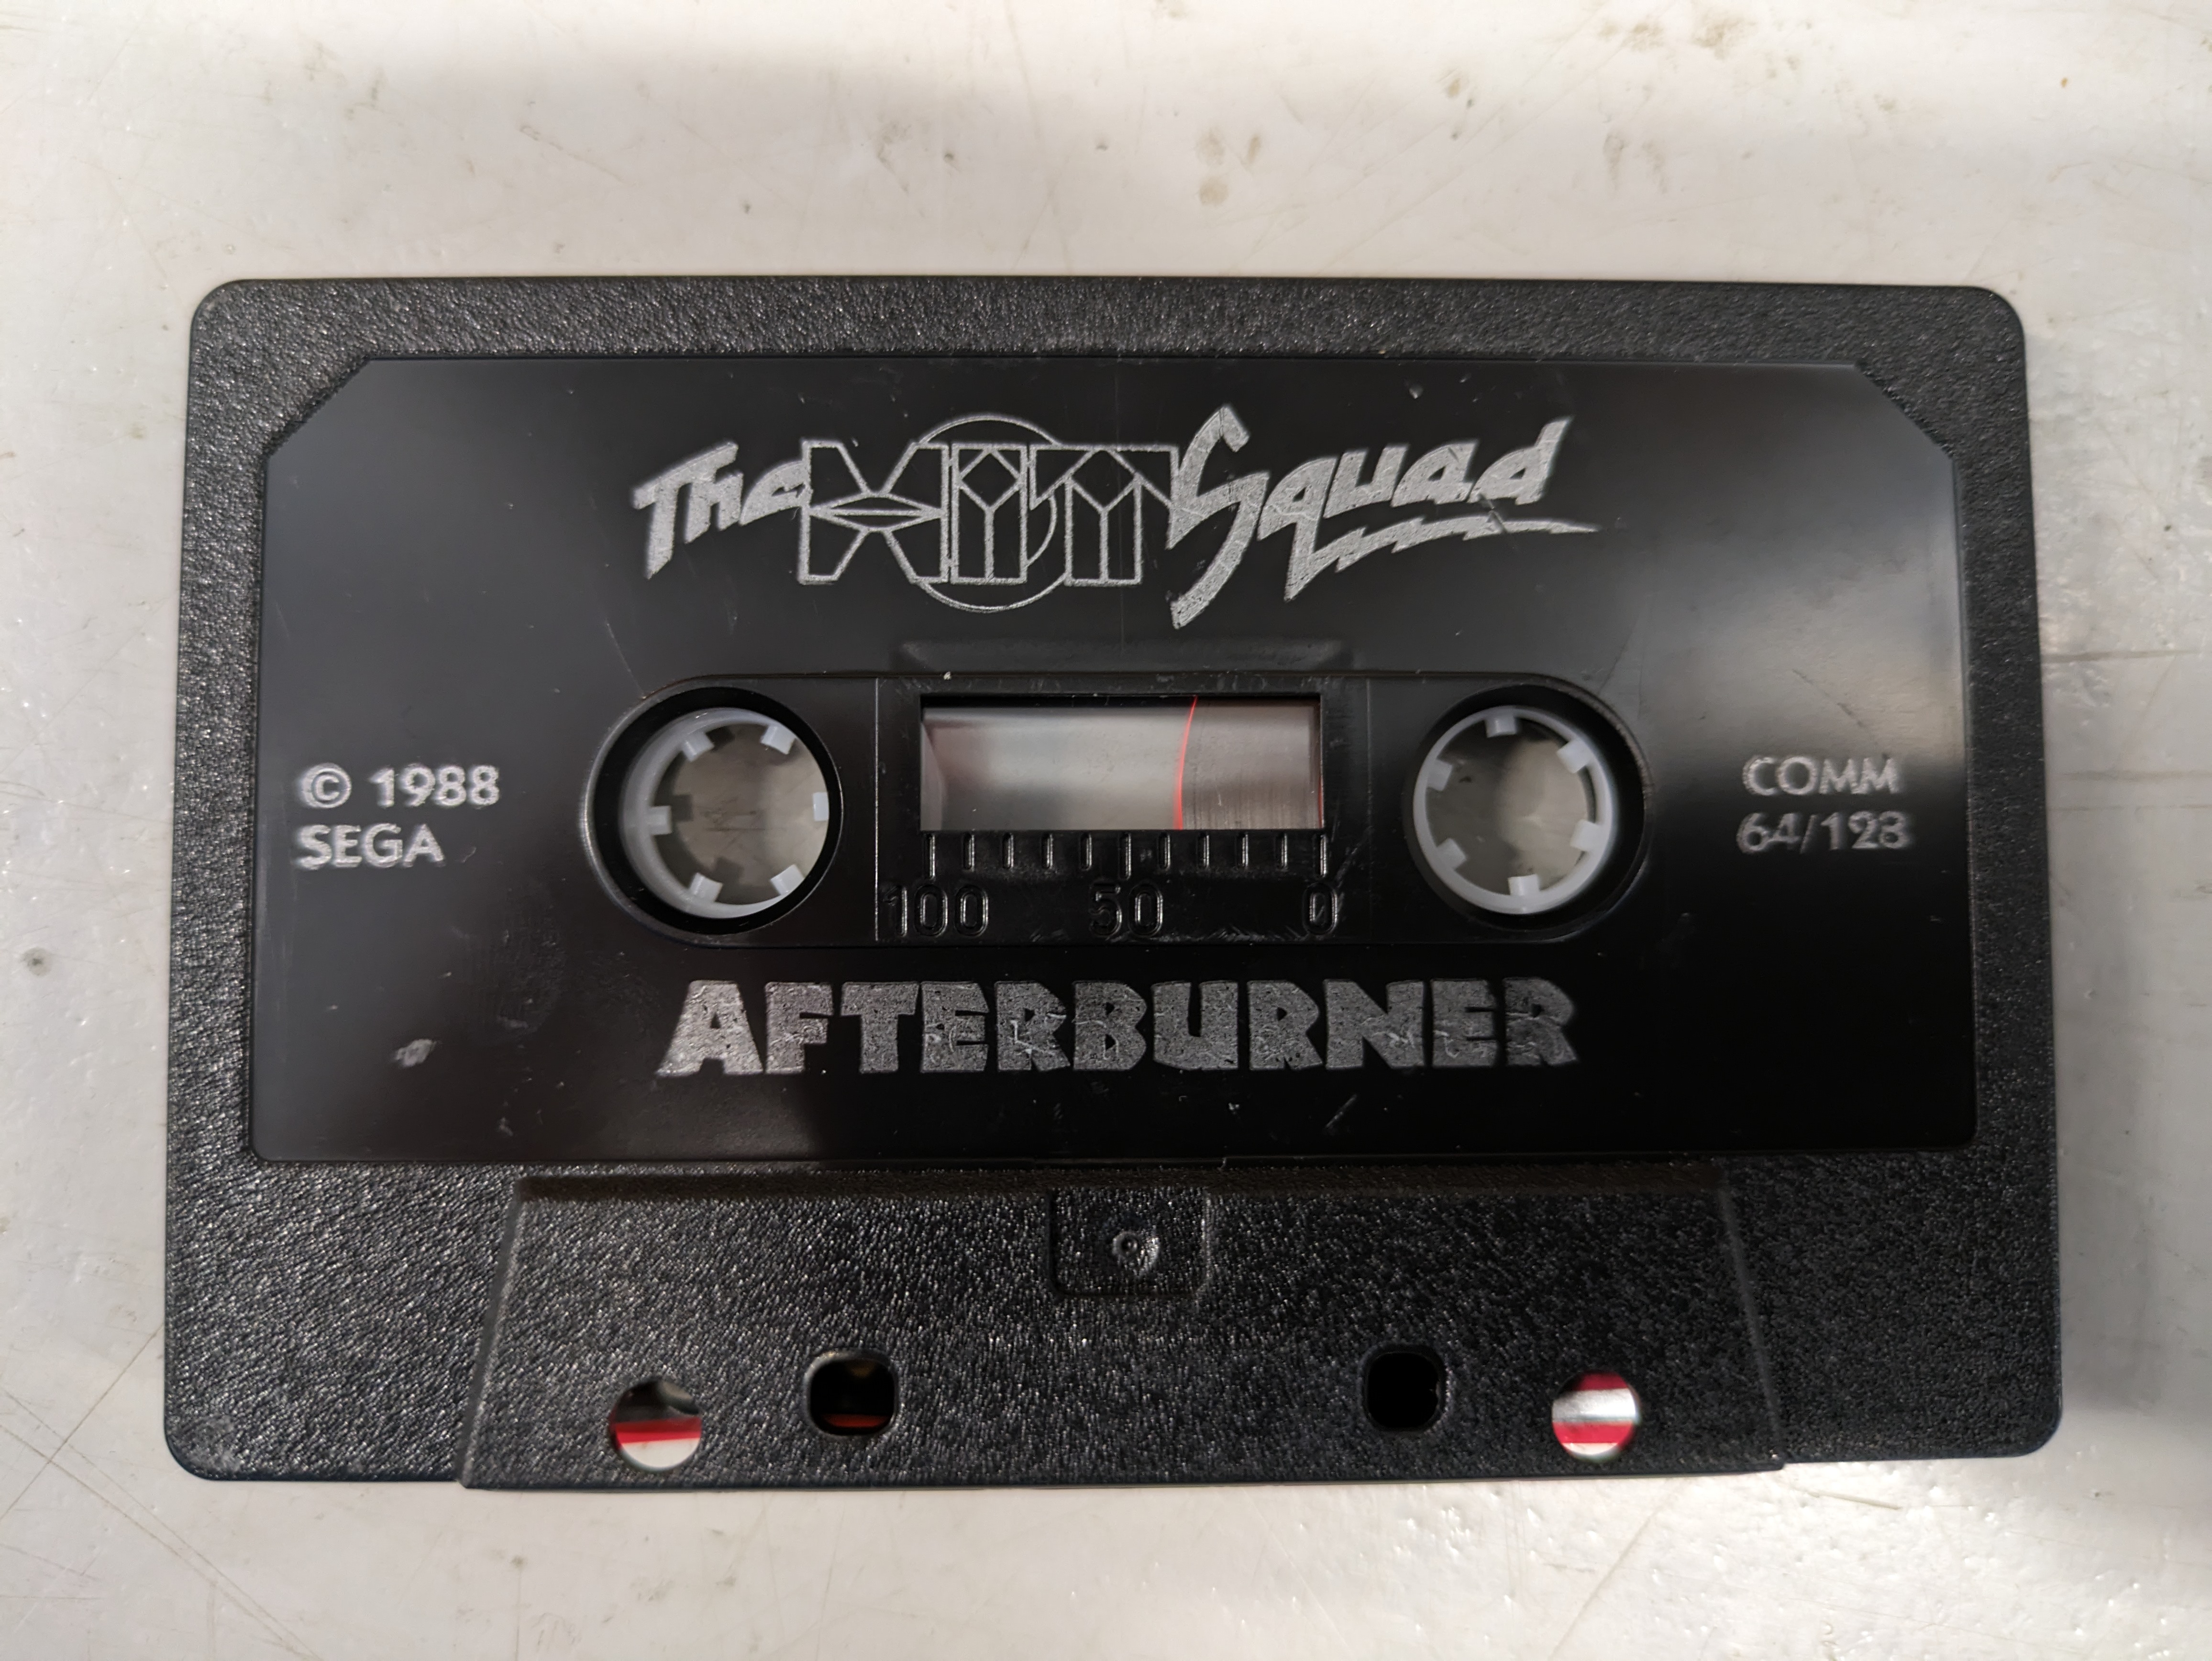 The HIT Squad
© 1988
SEGA
COMM
64/128
100 50 0
AFTERBURNER